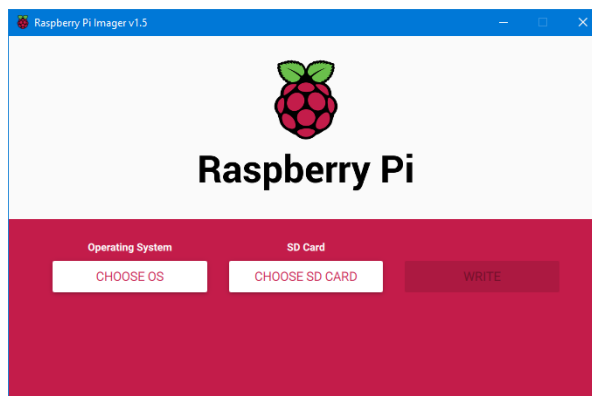 Raspberry Pi Imager v1.5
Raspberry Pi
Operating System
SD Card
CHOOSE OS
CHOOSE SD CARD
WRITE